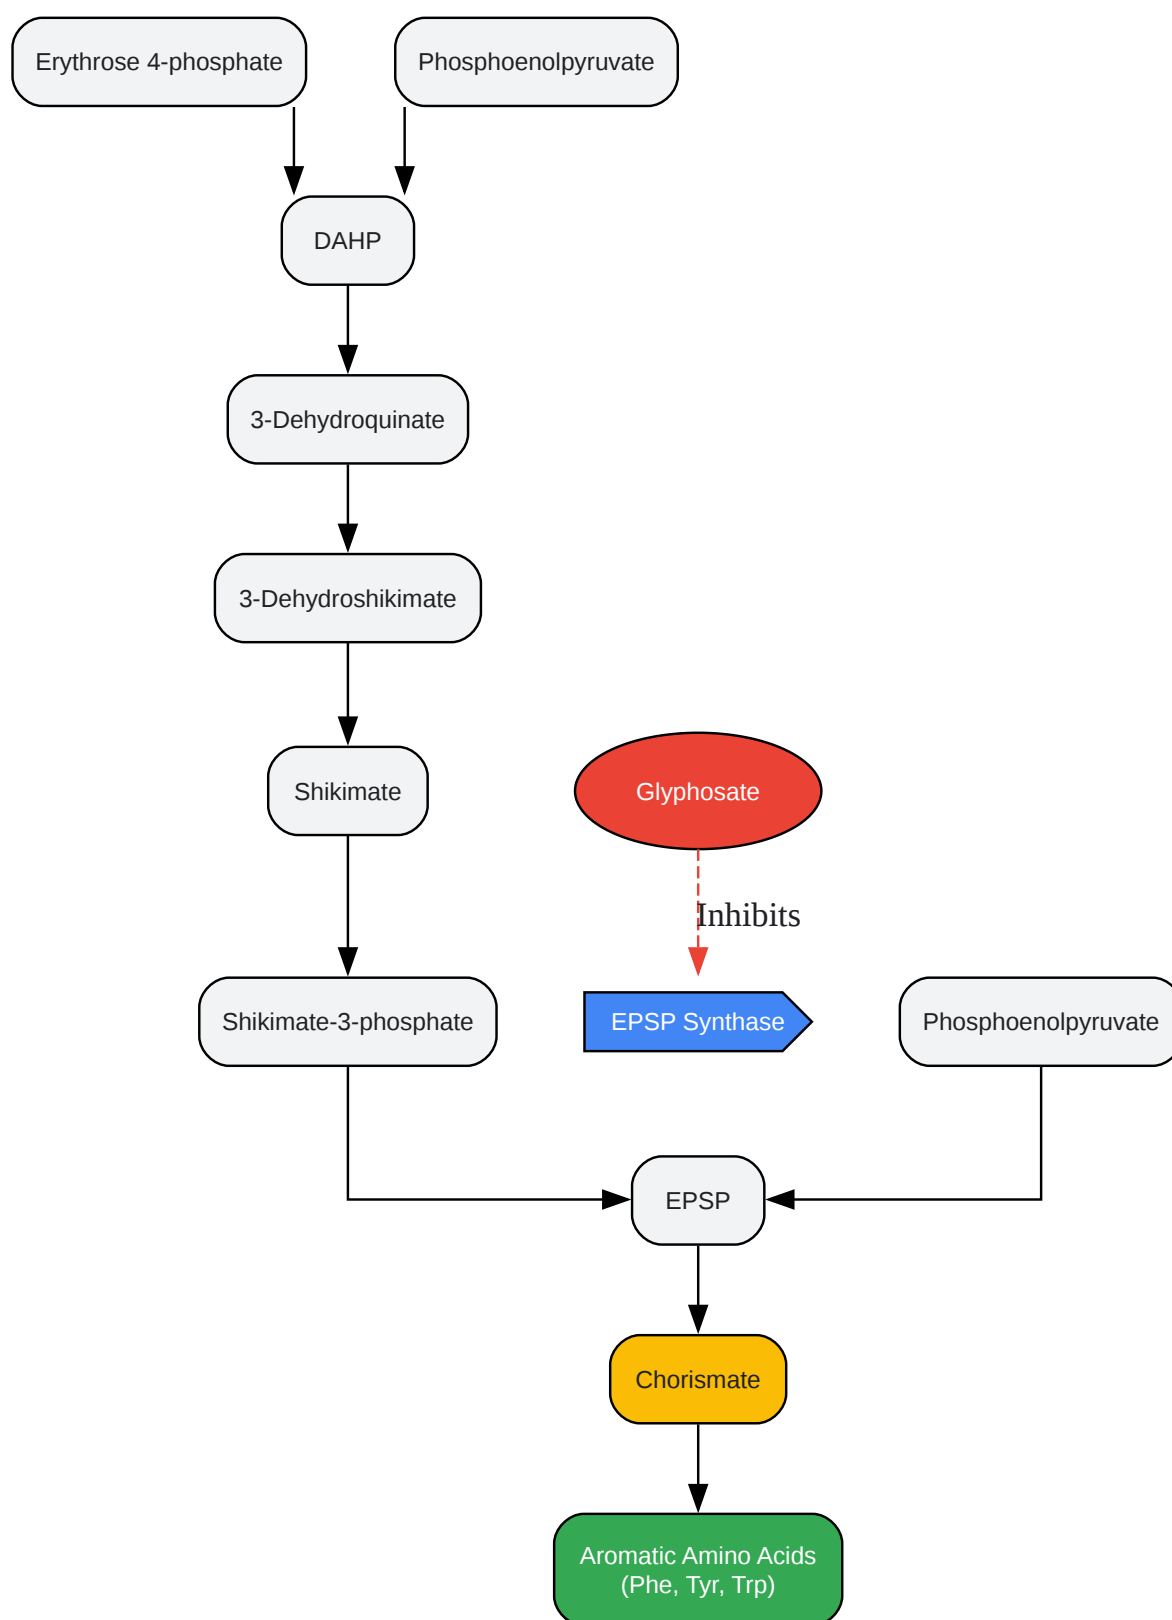 Erythrose 4-phosphate
Phosphoenolpyruvate
DAHP
3-Dehydroquinate
3-Dehydroshikimate
Shikimate
Glyphosate
Inhibits
Shikimate-3-phosphate
EPSP Synthase
Phosphoenolpyruvate
EPSP
Chorismate
Aromatic Amino Acids
(Phe, Tyr, Trp)